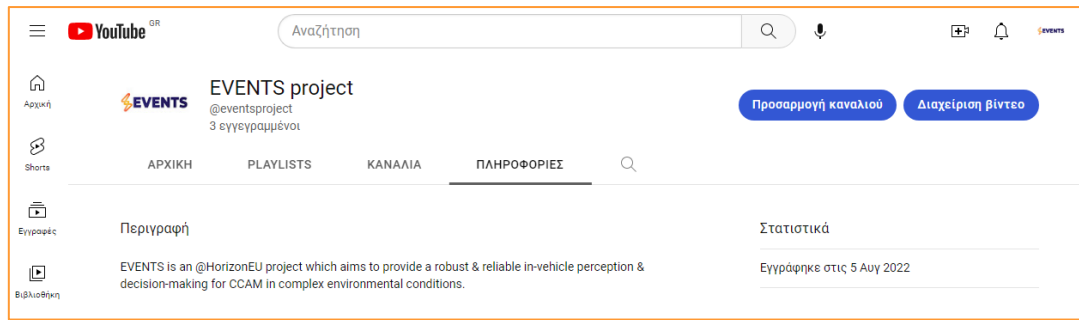 YouTube GR
Αναζήτηση
EVENTS
Αρχική
Shorts
Εγγραφές
Βιβλιοθήκη
EVENTS
EVENTS project
@eventsproject
3 εγγεγραμμένοι
Προσαρμογή καναλιού
Διαχείριση βίντεο
ΑΡΧΙΚΗ
PLAYLISTS
ΚΑΝΑΛΙΑ
ΠΛΗΡΟΦΟΡΙΕΣ
Περιγραφή
EVENTS is an @HorizonEU project which aims to provide a robust & reliable in-vehicle perception &
decision-making for CCAM in complex environmental conditions.
Στατιστικά
Εγγράφηκε στις 5 Αυγ 2022